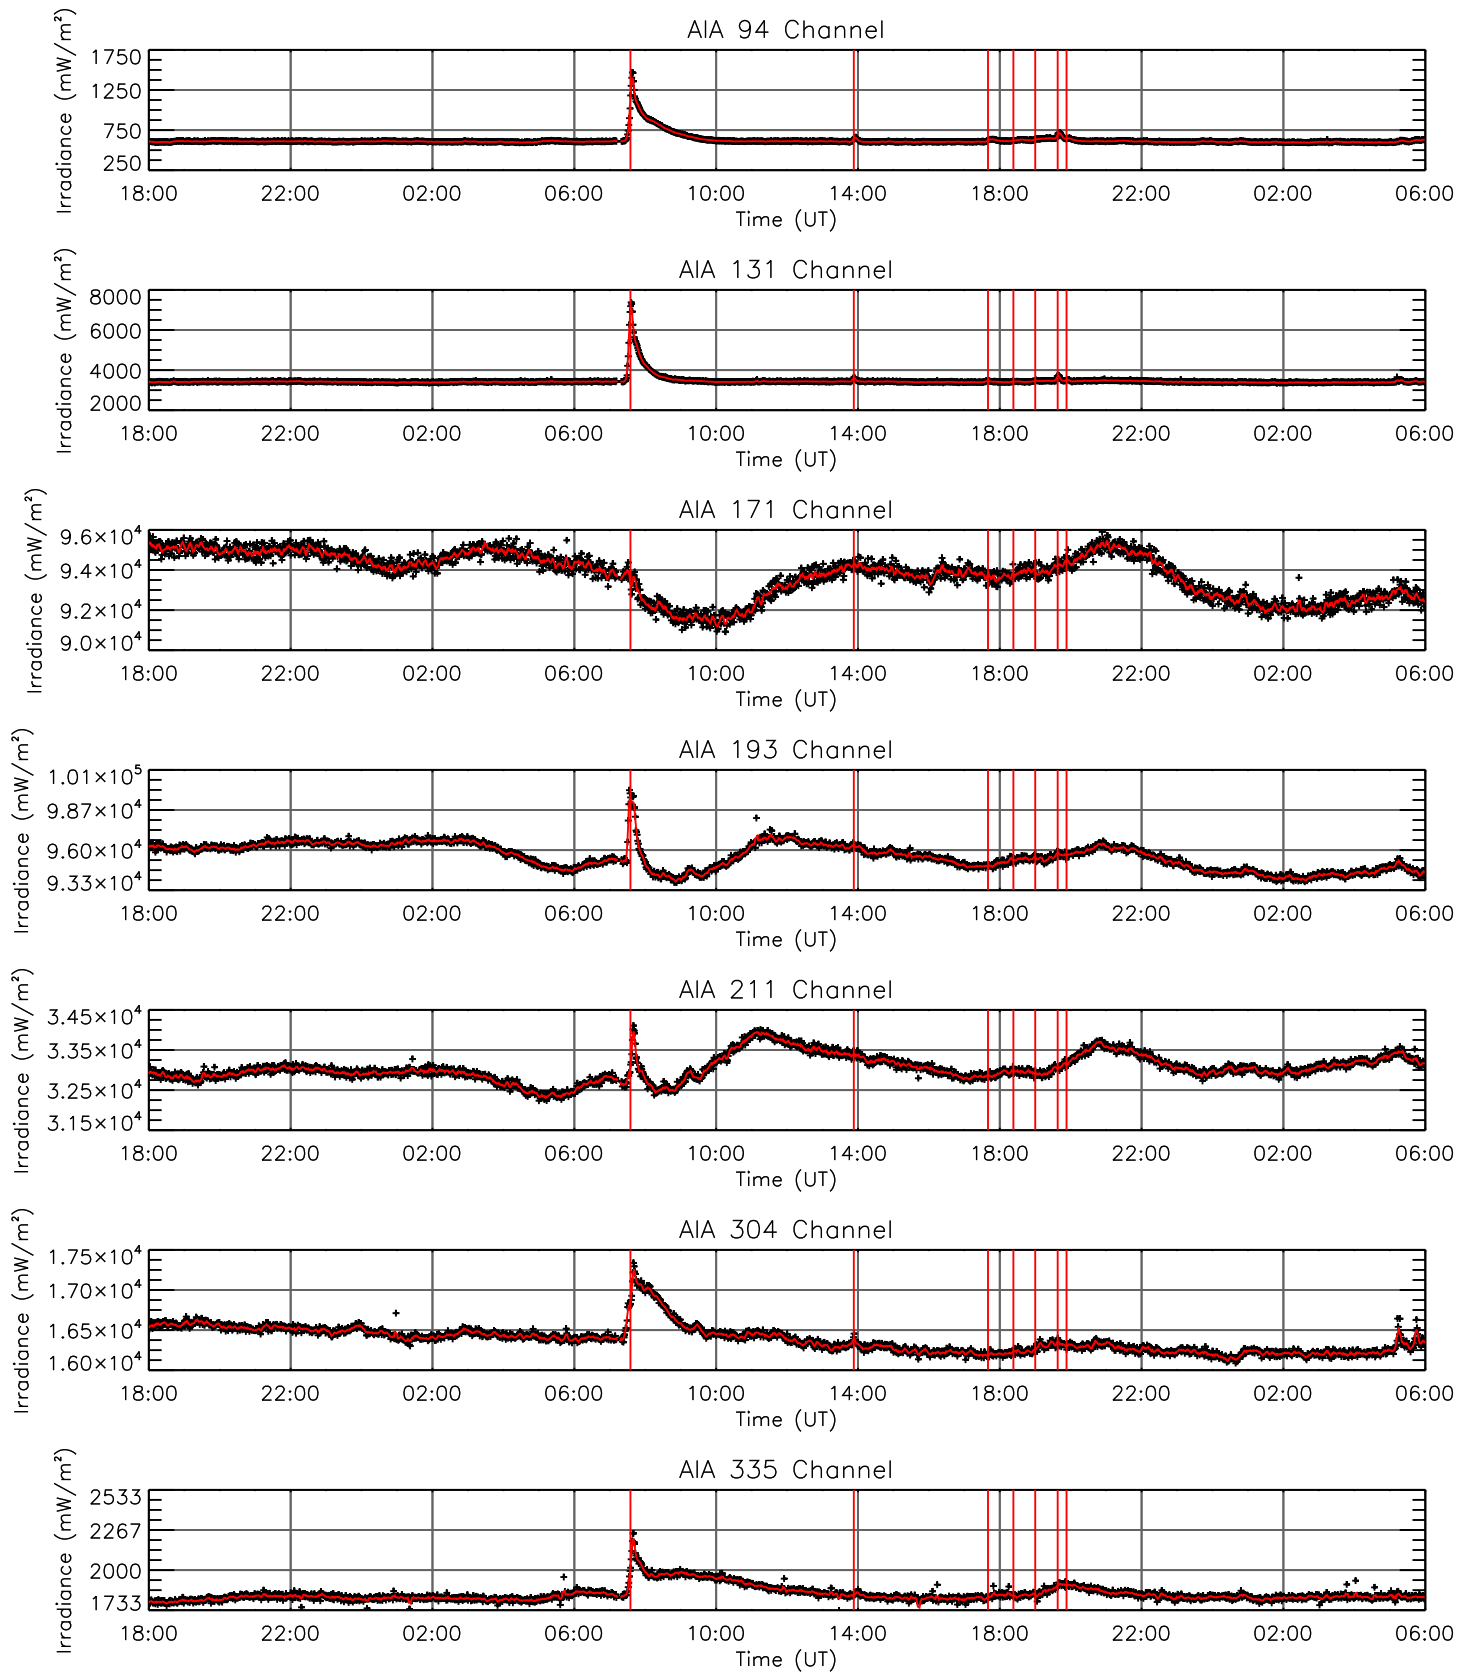 AIA 94 Channel
Irradiance (mW/m²)
1750
1250
750
250
18:00 22:00 02:00 06:00 10:00 14:00 18:00 22:00 02:00 06:00
Time (UT)
AIA 131 Channel
Irradiance (mW/m²)
8000
6000
4000
2000
18:00 22:00 02:00 06:00 10:00 14:00 18:00 22:00 02:00 06:00
Time (UT)
AIA 171 Channel
Irradiance (mW/m²)
9.6×10⁴
9.4×10⁴
9.2×10⁴
9.0×10⁴
18:00 22:00 02:00 06:00 10:00 14:00 18:00 22:00 02:00 06:00
Time (UT)
AIA 193 Channel
Irradiance (mW/m²)
1.01×10⁵
9.87×10⁴
9.60×10⁴
9.33×10⁴
18:00 22:00 02:00 06:00 10:00 14:00 18:00 22:00 02:00 06:00
Time (UT)
AIA 211 Channel
Irradiance (mW/m²)
3.45×10⁴
3.35×10⁴
3.25×10⁴
3.15×10⁴
18:00 22:00 02:00 06:00 10:00 14:00 18:00 22:00 02:00 06:00
Time (UT)
AIA 304 Channel
Irradiance (mW/m²)
1.75×10⁴
1.70×10⁴
1.65×10⁴
1.60×10⁴
18:00 22:00 02:00 06:00 10:00 14:00 18:00 22:00 02:00 06:00
Time (UT)
AIA 335 Channel
Irradiance (mW/m²)
2533
2267
2000
1733
18:00 22:00 02:00 06:00 10:00 14:00 18:00 22:00 02:00 06:00
Time (UT)